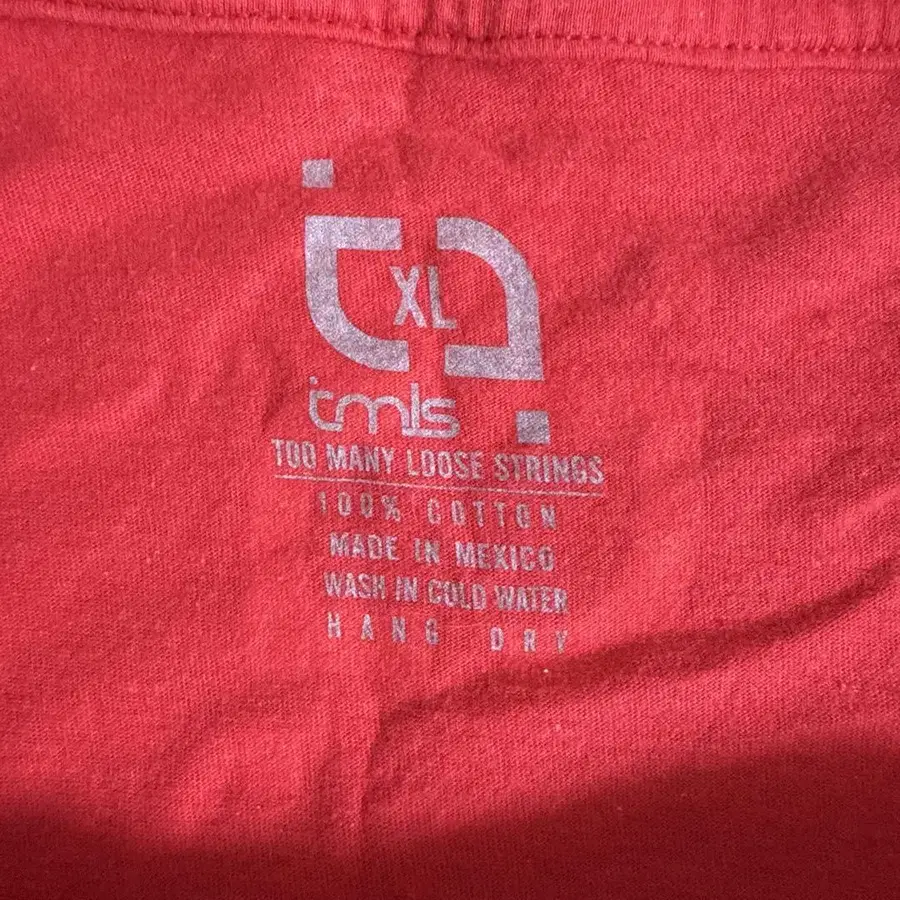 XL
tmls
TOO MANY LOOSE STRINGS
100% COTTON
MADE IN MEXICO
WASH IN COLD WATER
HANG DRY